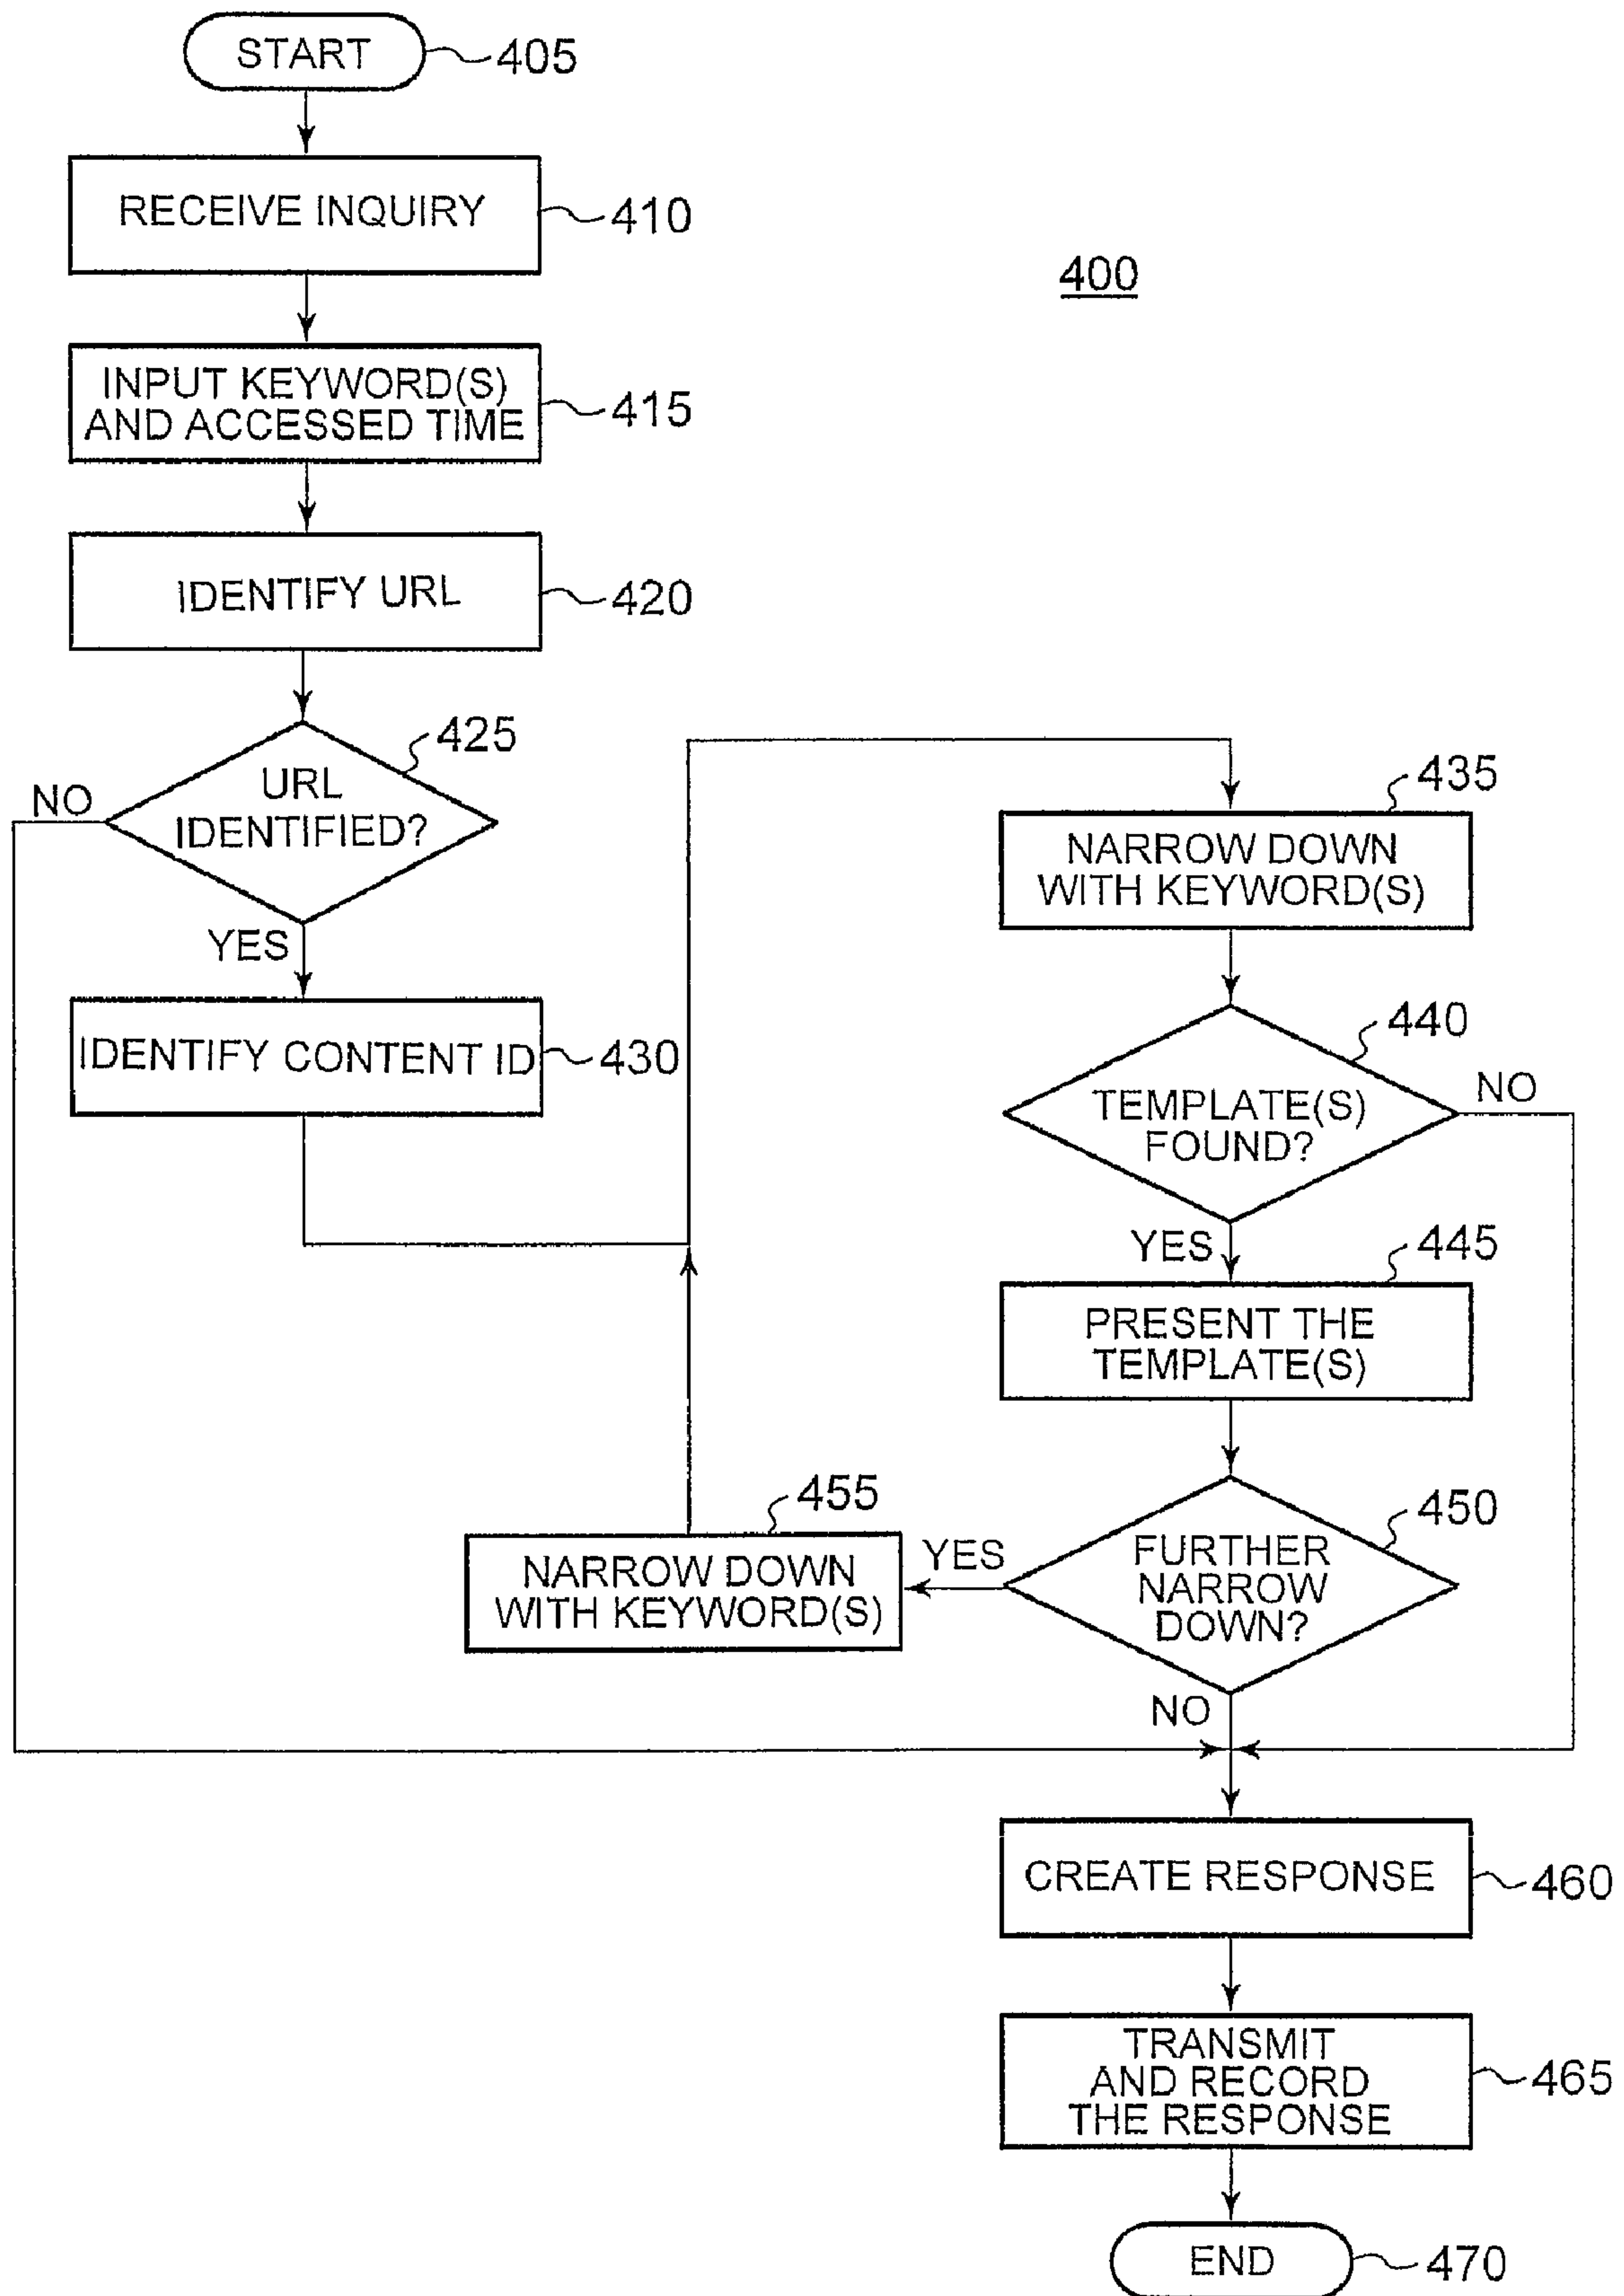 START
405
RECEIVE INQUIRY
410
400
INPUT KEYWORD(S)
AND ACCESSED TIME
415
IDENTIFY URL
420
425
URL
IDENTIFIED?
NO
YES
IDENTIFY CONTENT ID
430
435
NARROW DOWN
WITH KEYWORD(S)
440
TEMPLATE(S)
FOUND?
NO
YES
445
PRESENT THE
TEMPLATE(S)
450
FURTHER
NARROW
DOWN?
YES
455
NARROW DOWN
WITH KEYWORD(S)
NO
CREATE RESPONSE
460
TRANSMIT
AND RECORD
THE RESPONSE
465
END
470